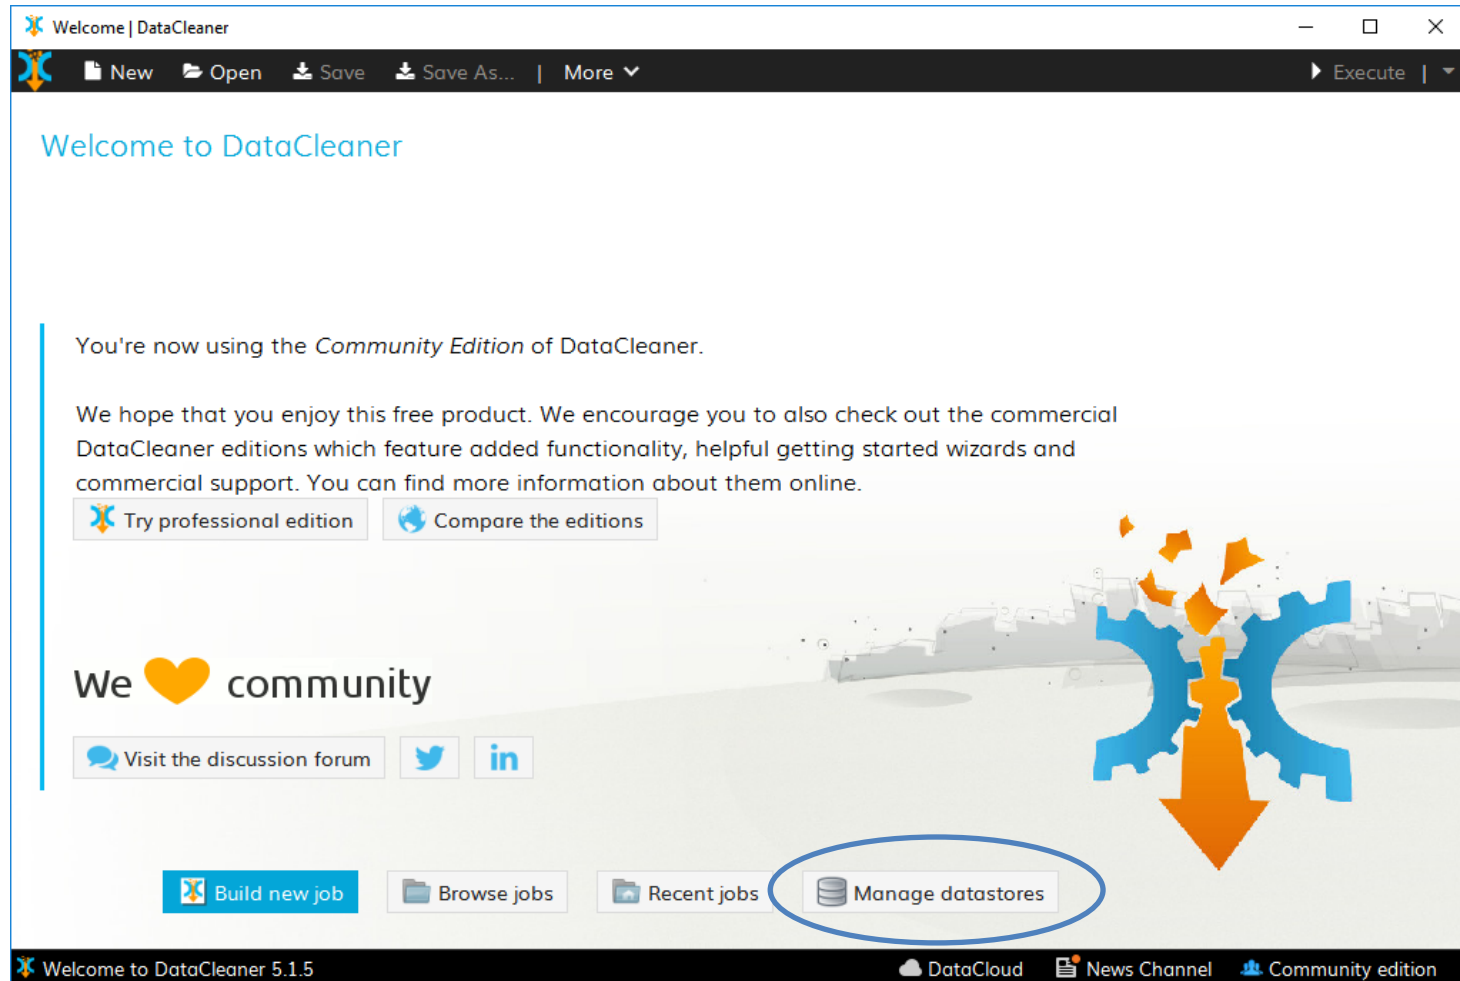 Welcome | DataCleaner
New Open Save Save As... | More Execute |
Welcome to DataCleaner
You're now using the Community Edition of DataCleaner.
We hope that you enjoy this free product. We encourage you to also check out the commercial
DataCleaner editions which feature added functionality, helpful getting started wizards and
commercial support. You can find more information about them online.
Try professional edition Compare the editions
We community
Visit the discussion forum in
Build new job Browse jobs Recent jobs Manage datastores
Welcome to DataCleaner 5.1.5 DataCloud News Channel Community edition